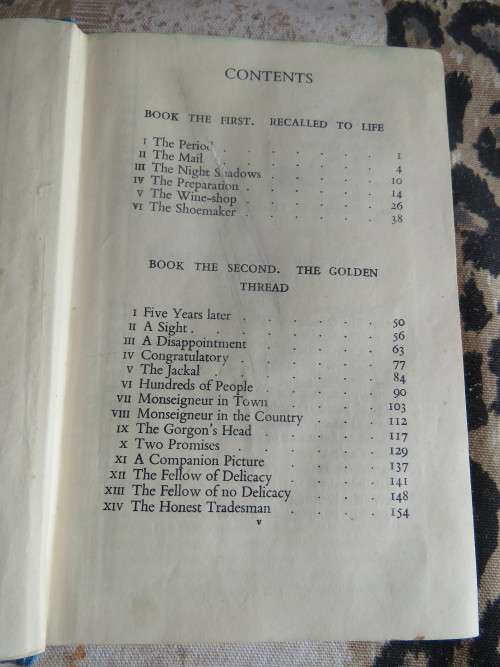 CONTENTS
BOOK THE FIRST. RECALLED TO LIFE
I The Period . . . . . . 1
II The Mail . . . . . . 4
III The Night Shadows . . . . . 10
IV The Preparation . . . . . 14
V The Wine-shop . . . . . 26
VI The Shoemaker . . . . . 38
BOOK THE SECOND. THE GOLDEN
THREAD
I Five Years later . . . . . 50
II A Sight . . . . . . 56
III A Disappointment . . . . 63
IV Congratulatory . . . . . 77
V The Jackal . . . . . 84
VI Hundreds of People . . . . 90
VII Monseigneur in Town . . . . 103
VIII Monseigneur in the Country . . . 112
IX The Gorgon's Head . . . . 117
X Two Promises . . . . . 129
XI A Companion Picture . . . . 137
XII The Fellow of Delicacy . . . . 141
XIII The Fellow of no Delicacy . . . 148
XIV The Honest Tradesman . . . . 154
v